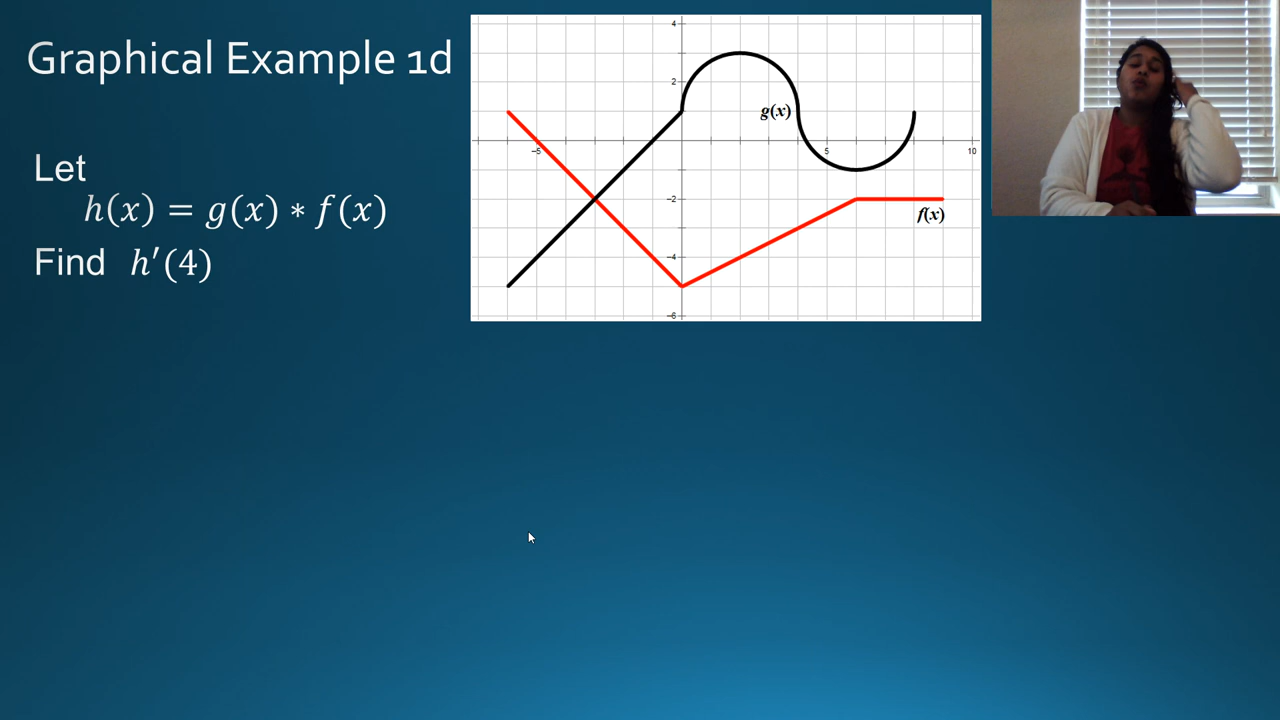 Graphical Example 1d
Let
h(x) = g(x) ∗ f(x)
Find h′(4)
4
2
g(x)
−5
5
10
−2
f(x)
−4
−6